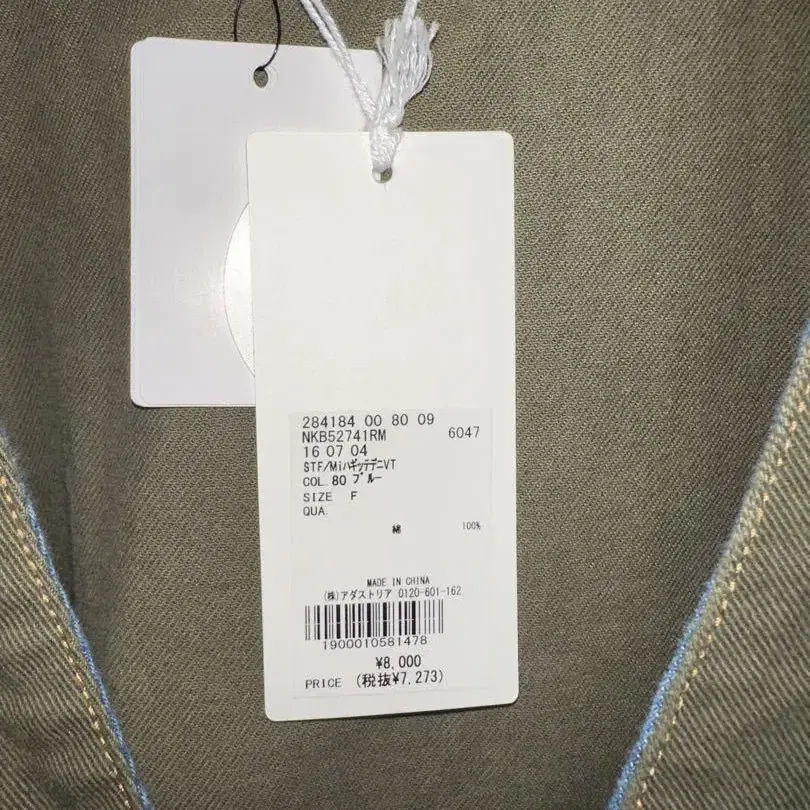 284184 00 80 09
NKB52741RM 6047
16 07 04
STF/MiﾊｷﾞｯﾃﾃﾞﾆVT
COL. 80 ﾌﾞﾙｰ
SIZE F
QUA.
綿 100%
MADE IN CHINA
(株)アダストリア 0120-601-162
1900010581478
¥8,000
PRICE (税抜¥7,273)